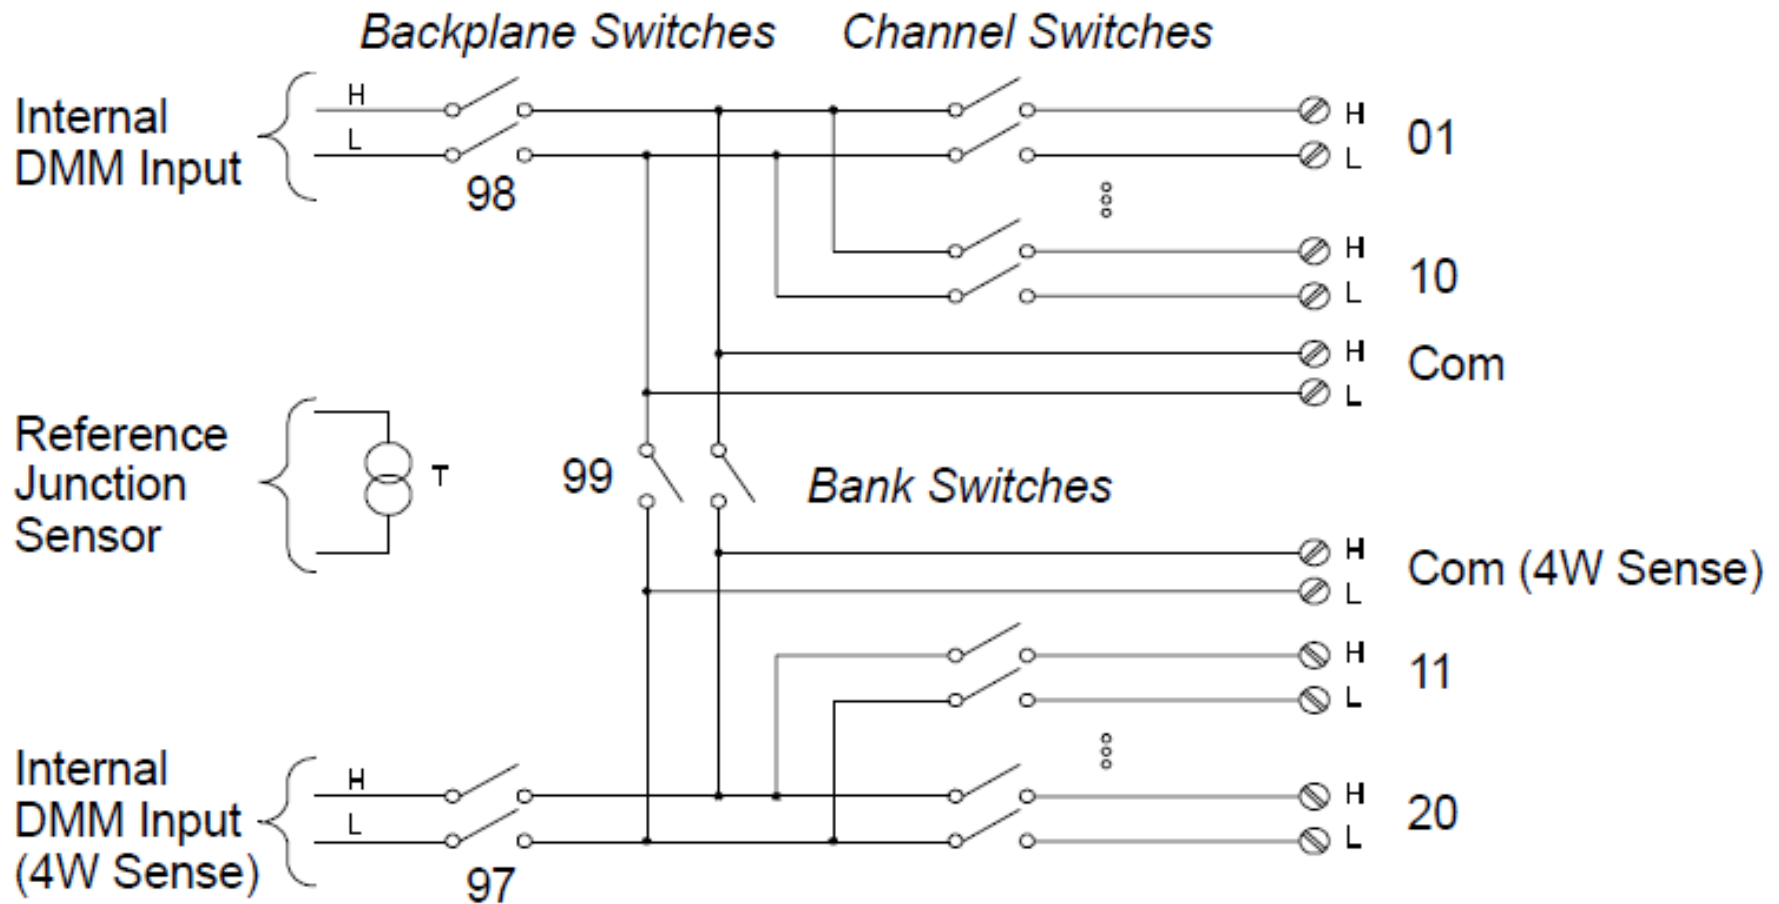 Backplane Switches
Channel Switches
Internal
DMM Input
H
L
98
H
L
01
H
L
10
H
L
Com
Reference
Junction
Sensor
T
99
Bank Switches
H
L
Com (4W Sense)
H
L
11
Internal
DMM Input
(4W Sense)
H
L
97
H
L
20